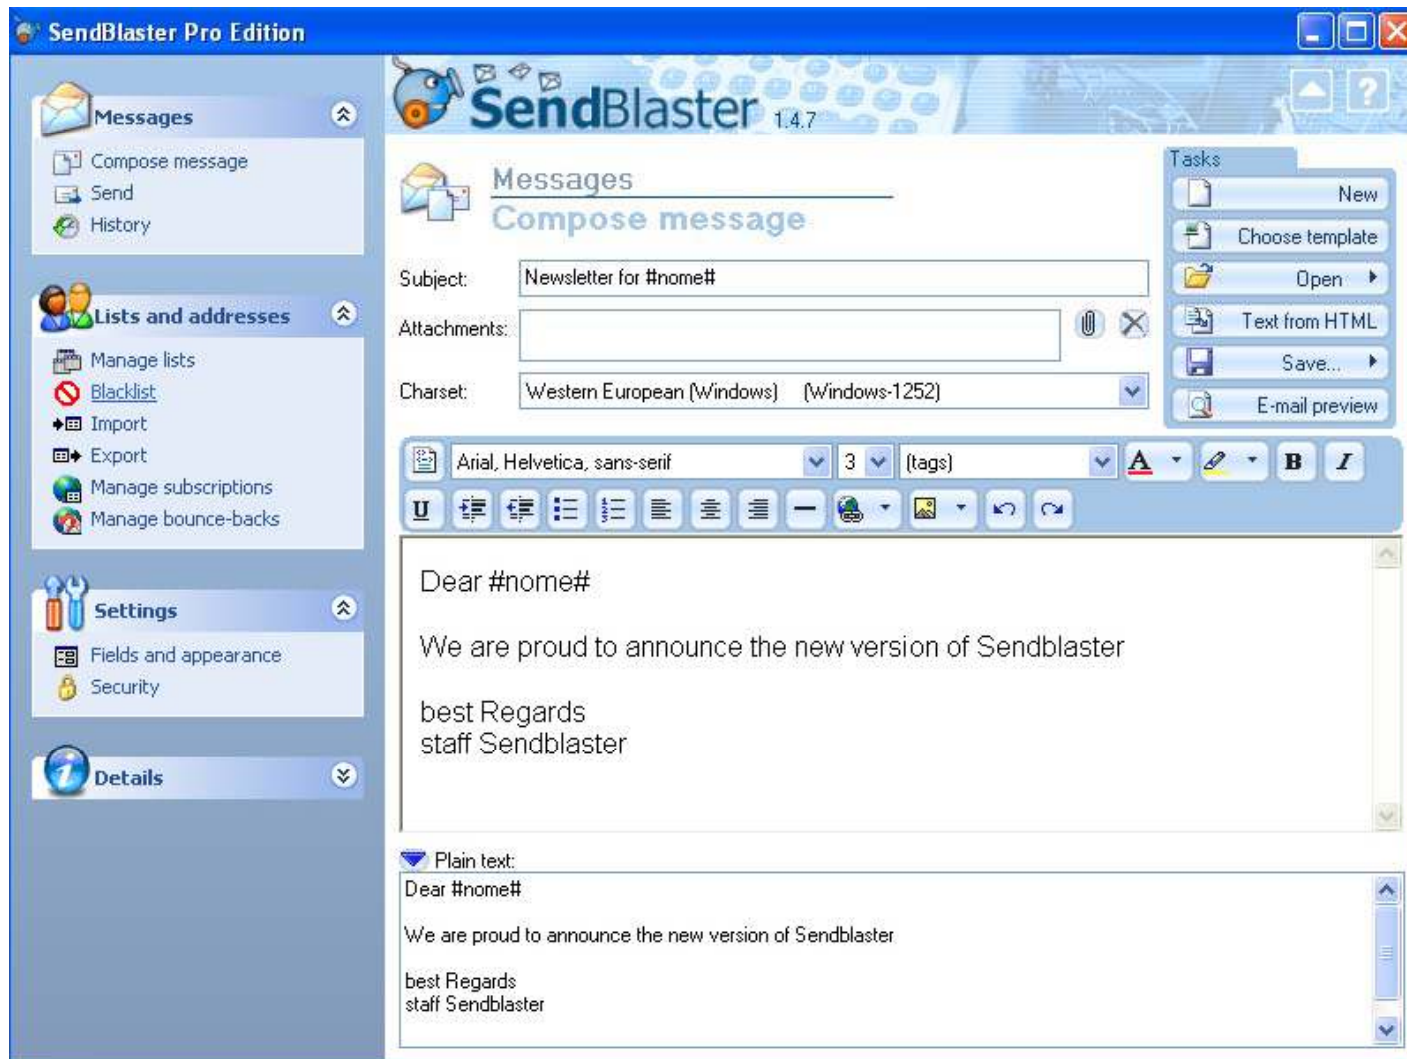 SendBlaster Pro Edition
SendBlaster 1.4.7
Messages
Compose message
Send
History
Lists and addresses
Manage lists
Blacklist
Import
Export
Manage subscriptions
Manage bounce-backs
Settings
Fields and appearance
Security
Details
Messages
Compose message
Tasks
New
Choose template
Open
Text from HTML
Save...
E-mail preview
Subject: Newsletter for #nome#
Attachments:
Charset: Western European (Windows) (Windows-1252)
Arial, Helvetica, sans-serif 3 (tags) A B I
U
Dear #nome#
We are proud to announce the new version of Sendblaster
best Regards
staff Sendblaster
Plain text:
Dear #nome#
We are proud to announce the new version of Sendblaster
best Regards
staff Sendblaster